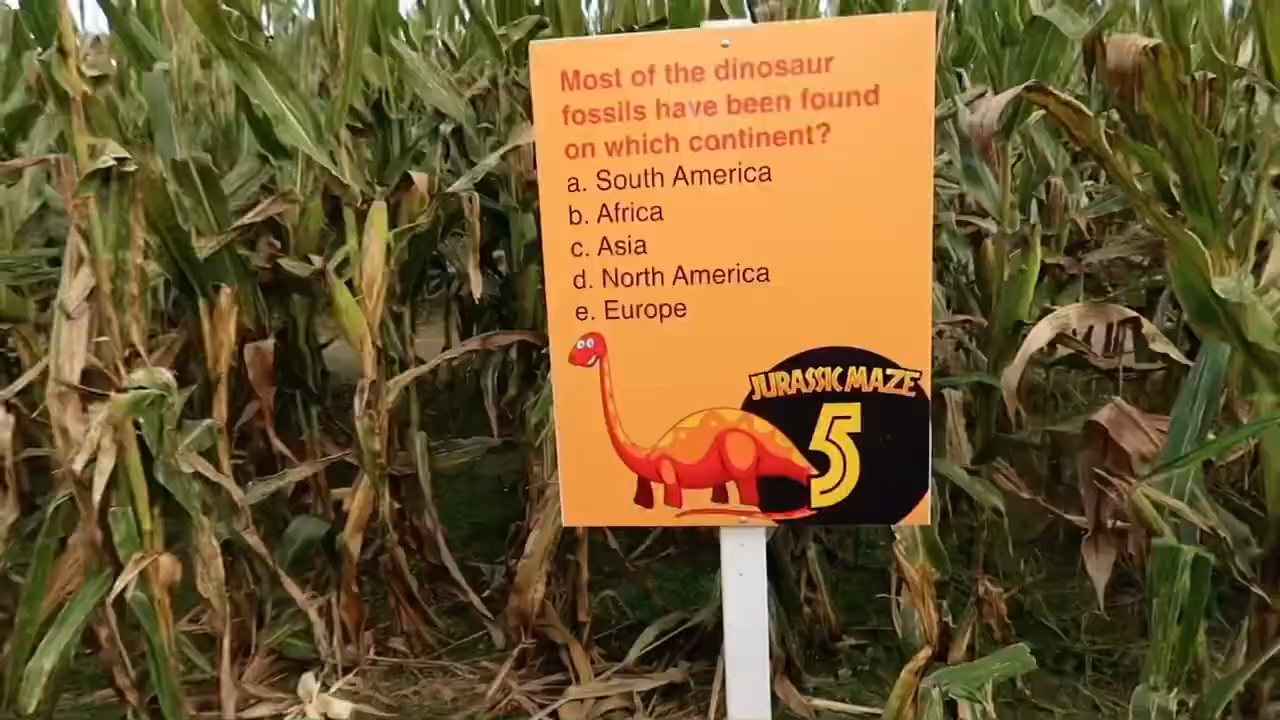 Most of the dinosaur
fossils have been found
on which continent?
a. South America
b. Africa
c. Asia
d. North America
e. Europe
JURASSIC MAZE
5